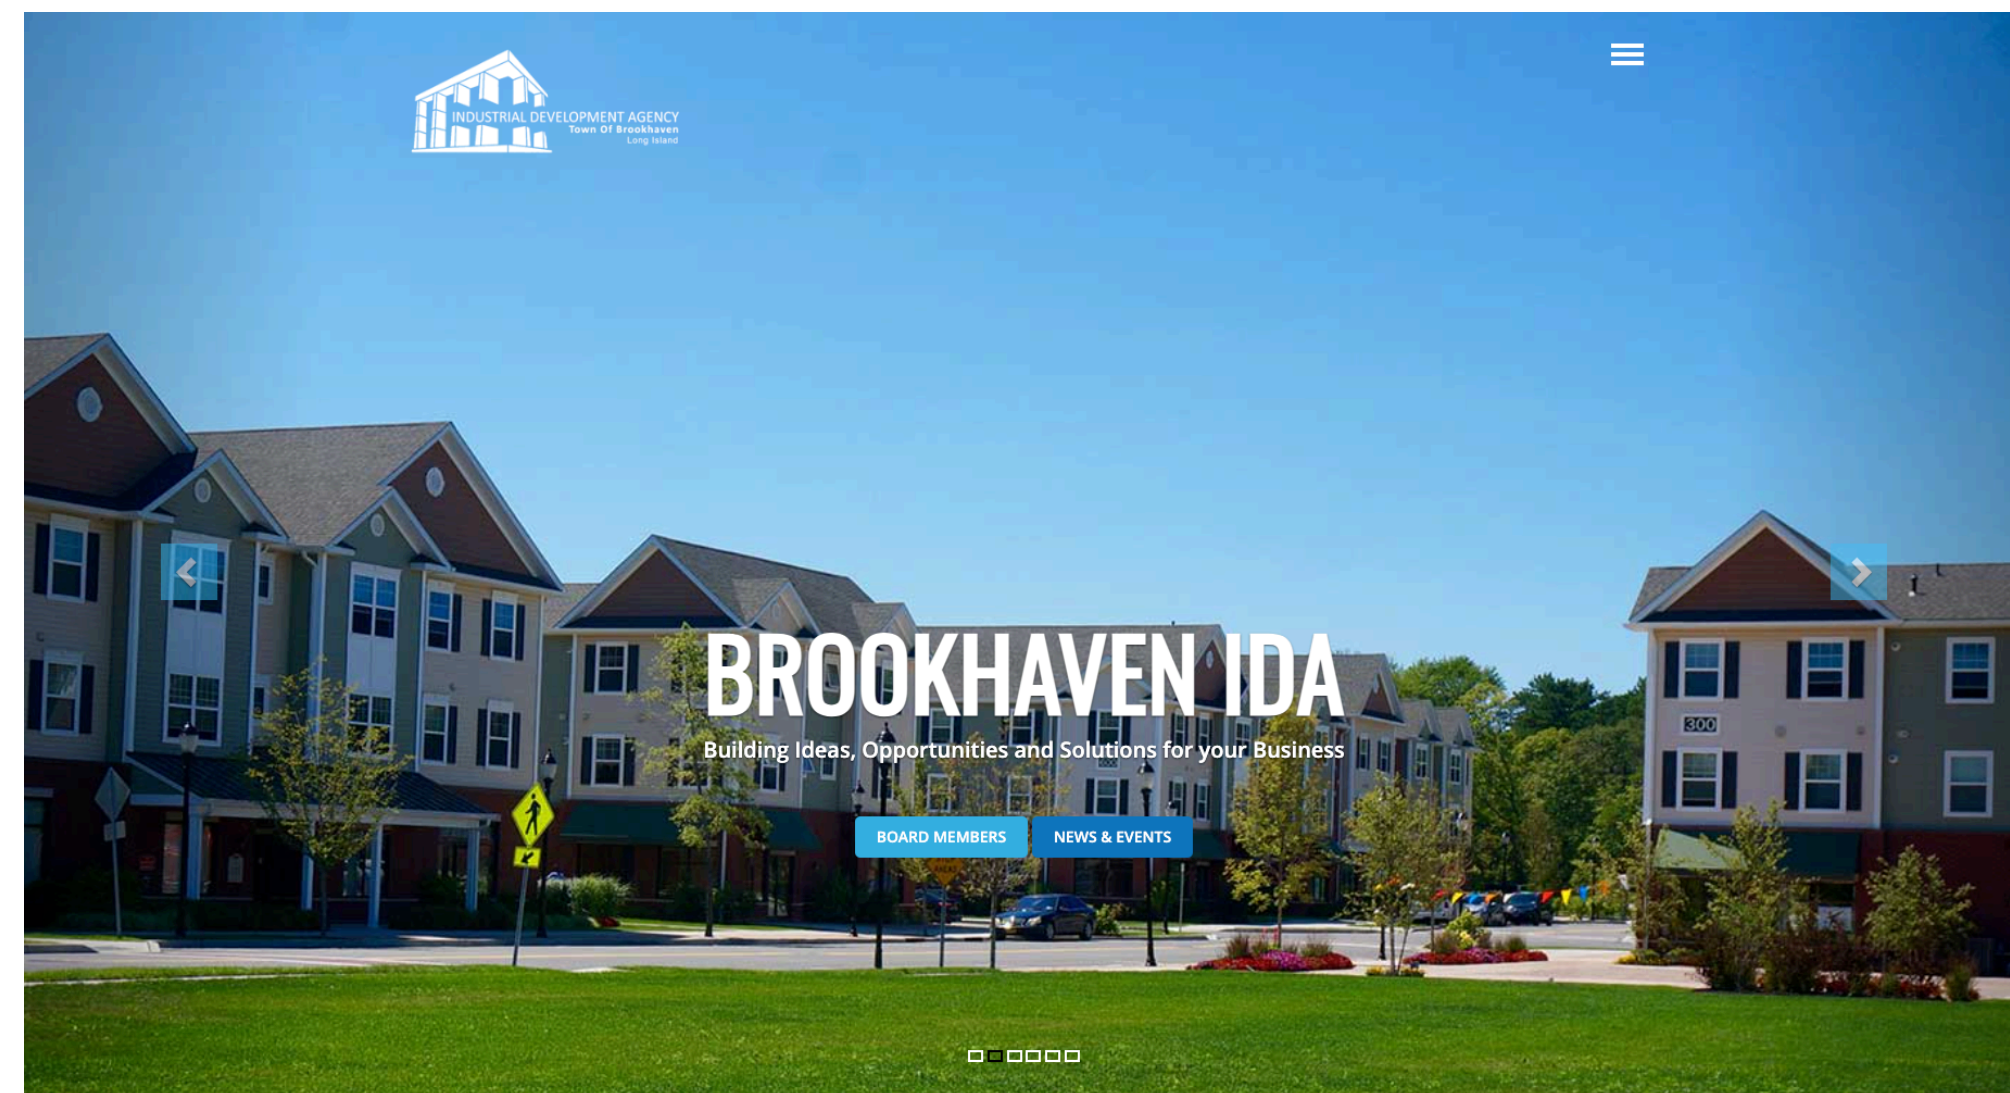 INDUSTRIAL DEVELOPMENT AGENCY
Town Of Brookhaven
Long Island
BROOKHAVEN IDA
Building Ideas, Opportunities and Solutions for your Business
300
BOARD MEMBERS
NEWS & EVENTS